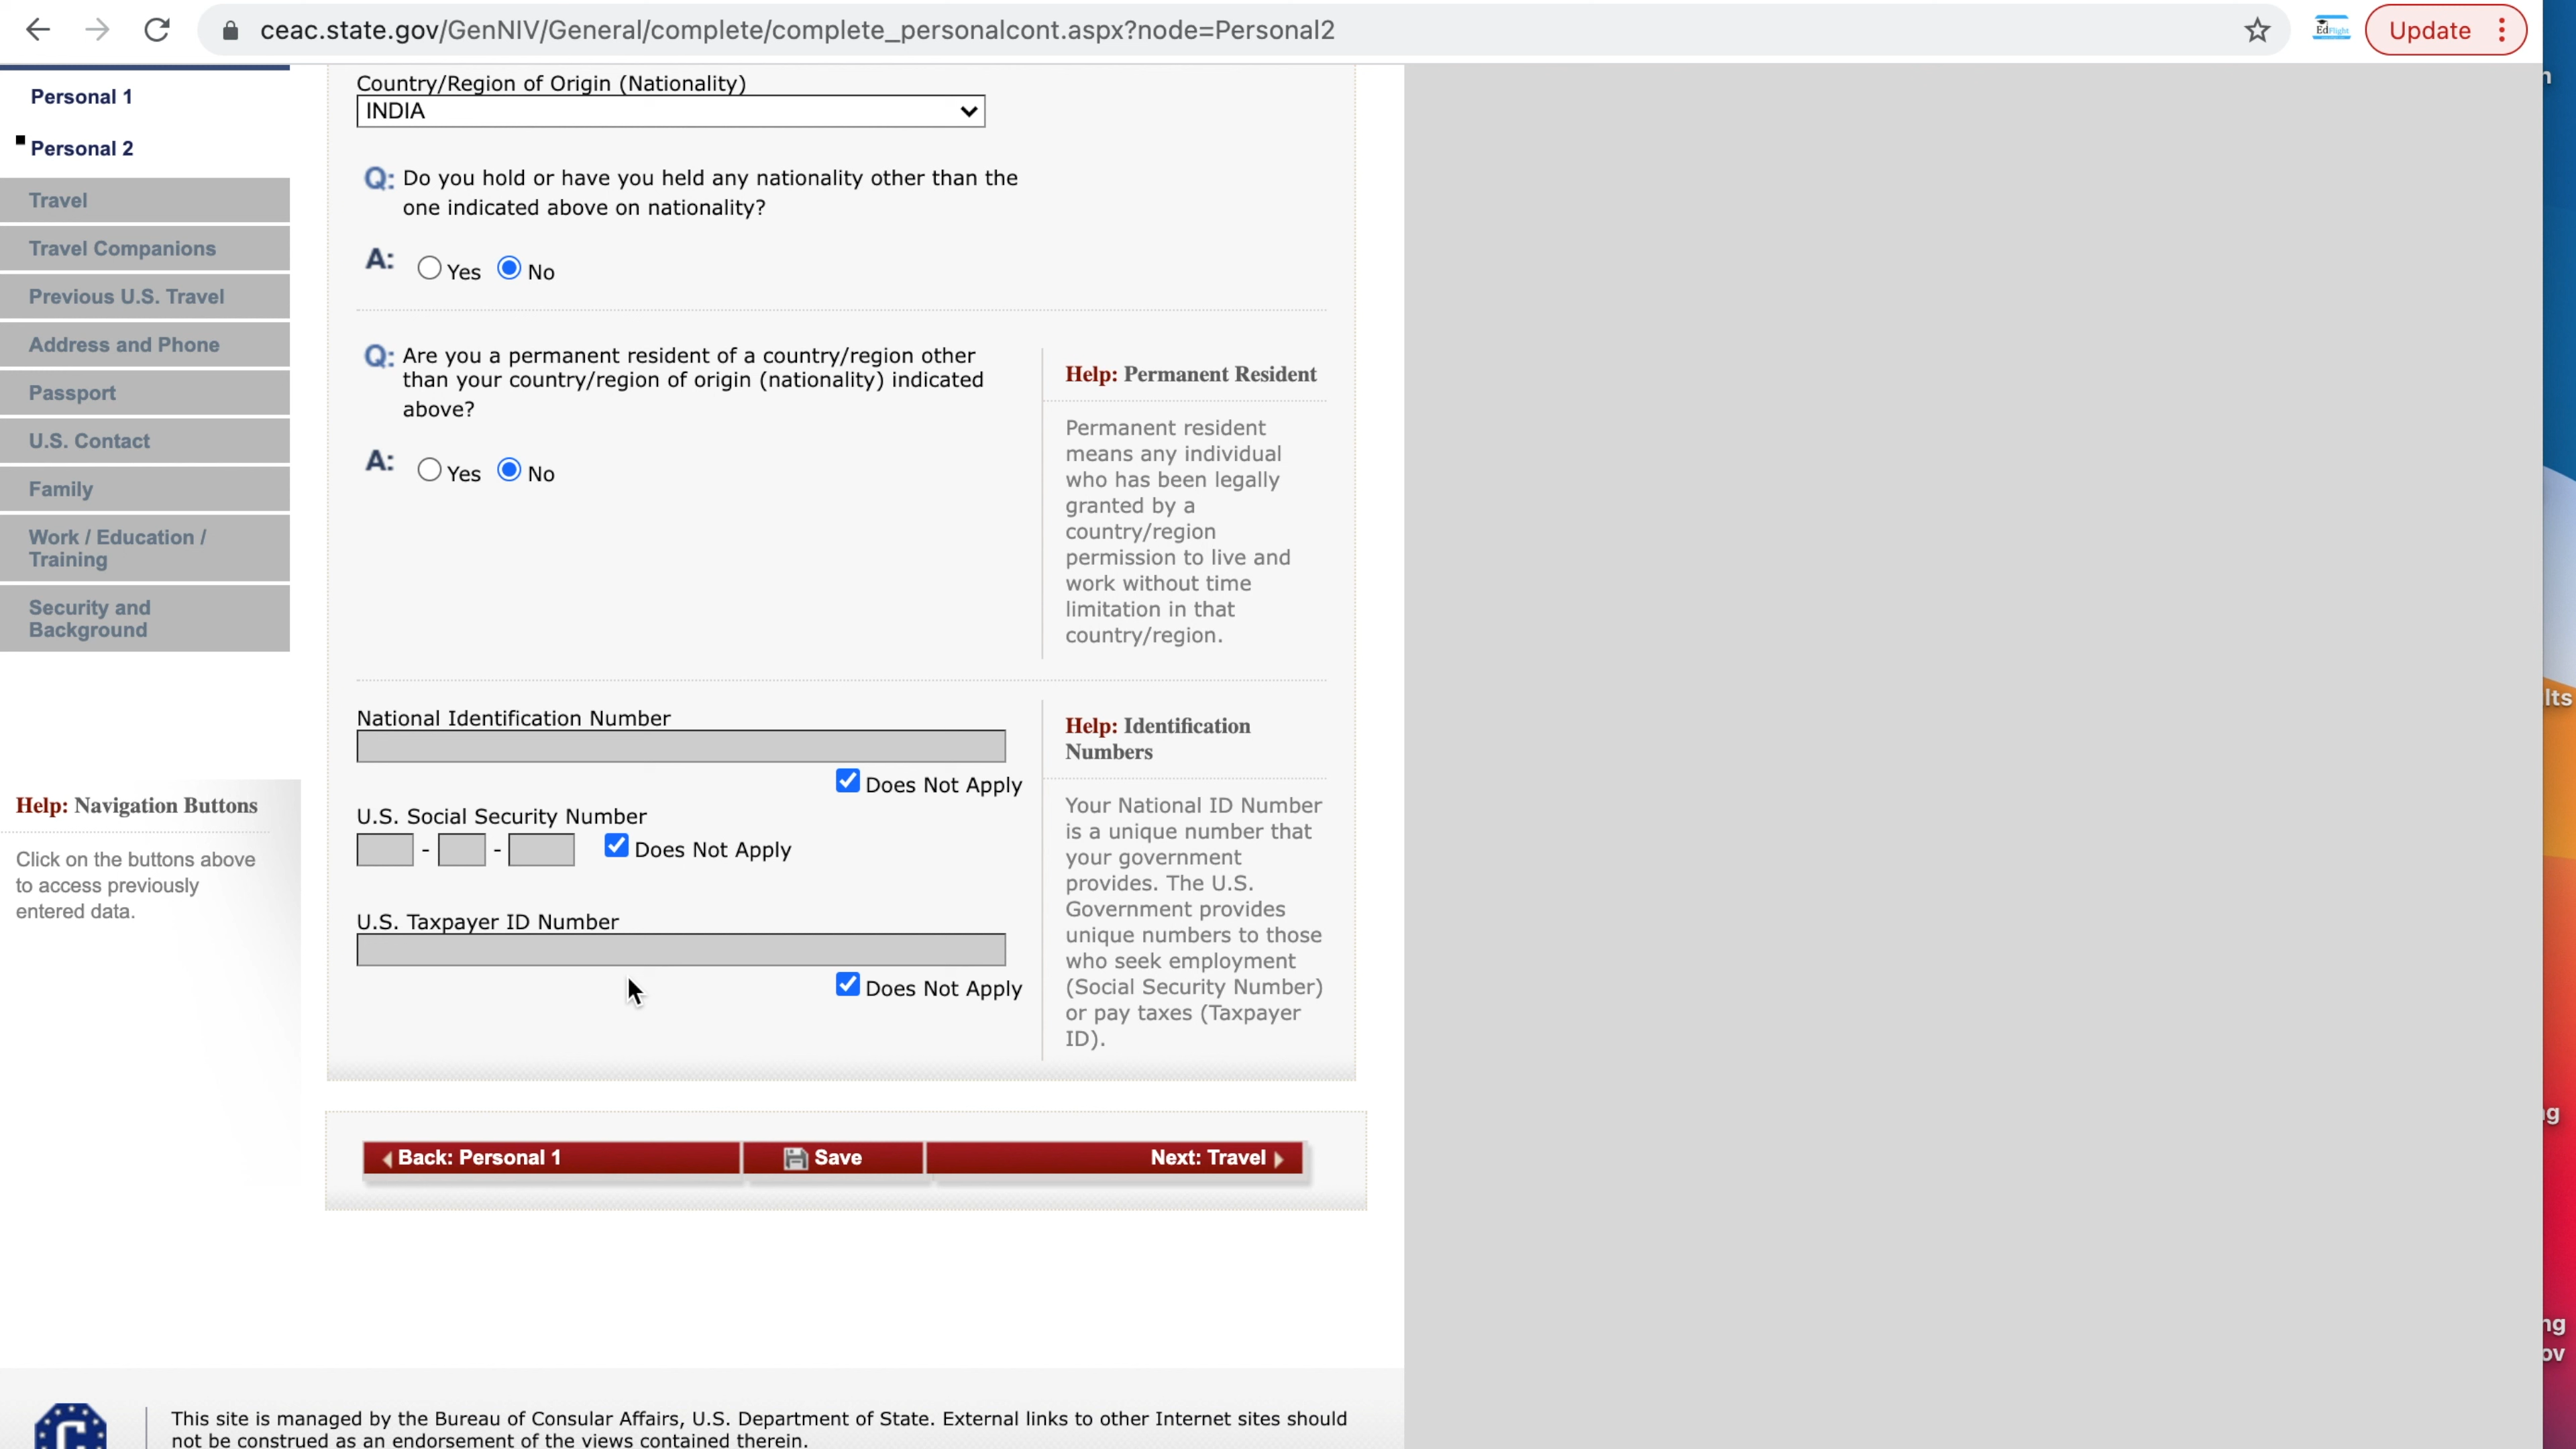 ceac.state.gov/GenNIV/General/complete/complete_personalcont.aspx?node=Personal2
EdFlight
Update
Personal 1
Personal 2
Travel
Travel Companions
Previous U.S. Travel
Address and Phone
Passport
U.S. Contact
Family
Work / Education /
Training
Security and
Background
Help: Navigation Buttons
Click on the buttons above
to access previously
entered data.
Country/Region of Origin (Nationality)
INDIA
Q: Do you hold or have you held any nationality other than the
one indicated above on nationality?
A: Yes No
Q: Are you a permanent resident of a country/region other
than your country/region of origin (nationality) indicated
above?
A: Yes No
Help: Permanent Resident
Permanent resident
means any individual
who has been legally
granted by a
country/region
permission to live and
work without time
limitation in that
country/region.
National Identification Number
Does Not Apply
U.S. Social Security Number
- - Does Not Apply
U.S. Taxpayer ID Number
Does Not Apply
Help: Identification
Numbers
Your National ID Number
is a unique number that
your government
provides. The U.S.
Government provides
unique numbers to those
who seek employment
(Social Security Number)
or pay taxes (Taxpayer
ID).
Back: Personal 1
Save
Next: Travel
This site is managed by the Bureau of Consular Affairs, U.S. Department of State. External links to other Internet sites should
not be construed as an endorsement of the views contained therein.
lts
ng
ov